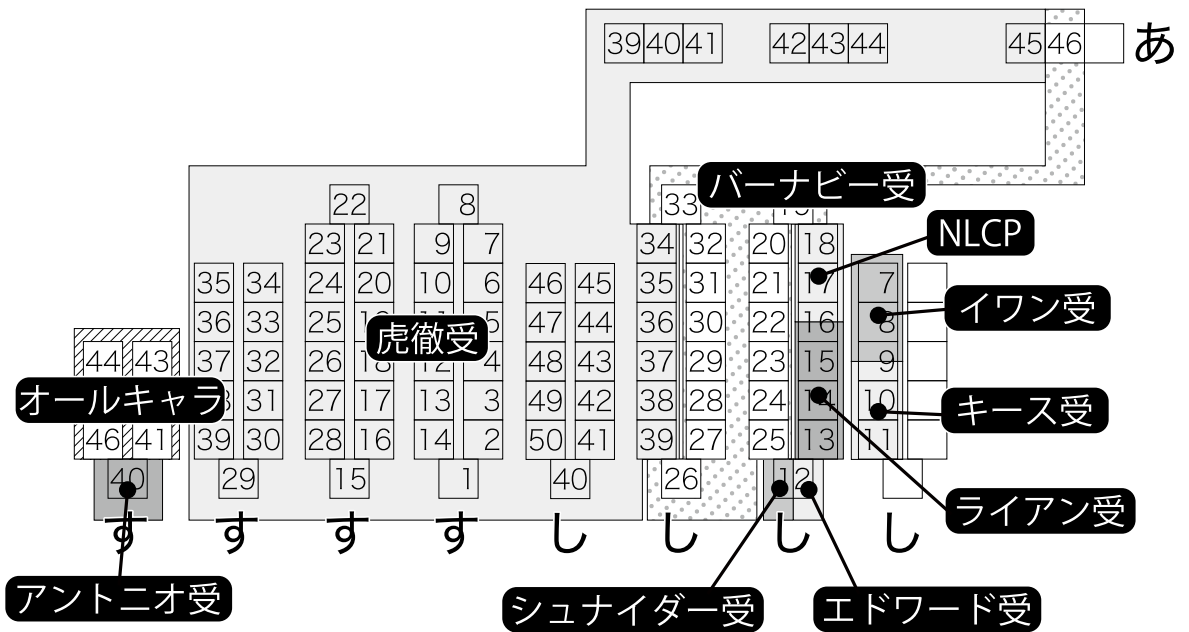 39 40 41 42 43 44 45 46 あ
バーナビー受
22 8 33
NLCP
23 21 9 7 34 32 20 18
35 34 24 20 10 6 46 45 35 31 21 17 7
イワン受
36 33 25 5 47 44 36 30 22 16 8
虎徹受
44 43 37 32 26 18 12 4 48 43 37 29 23 15 9
オールキャラ
31 27 17 13 3 49 42 38 28 24 14 10
キース受
46 41 39 30 28 16 14 2 50 41 39 27 25 13 11
40 29 15 1 40 26 12
ライアン受
す す す す し し し し
アントニオ受
シュナイダー受
エドワード受